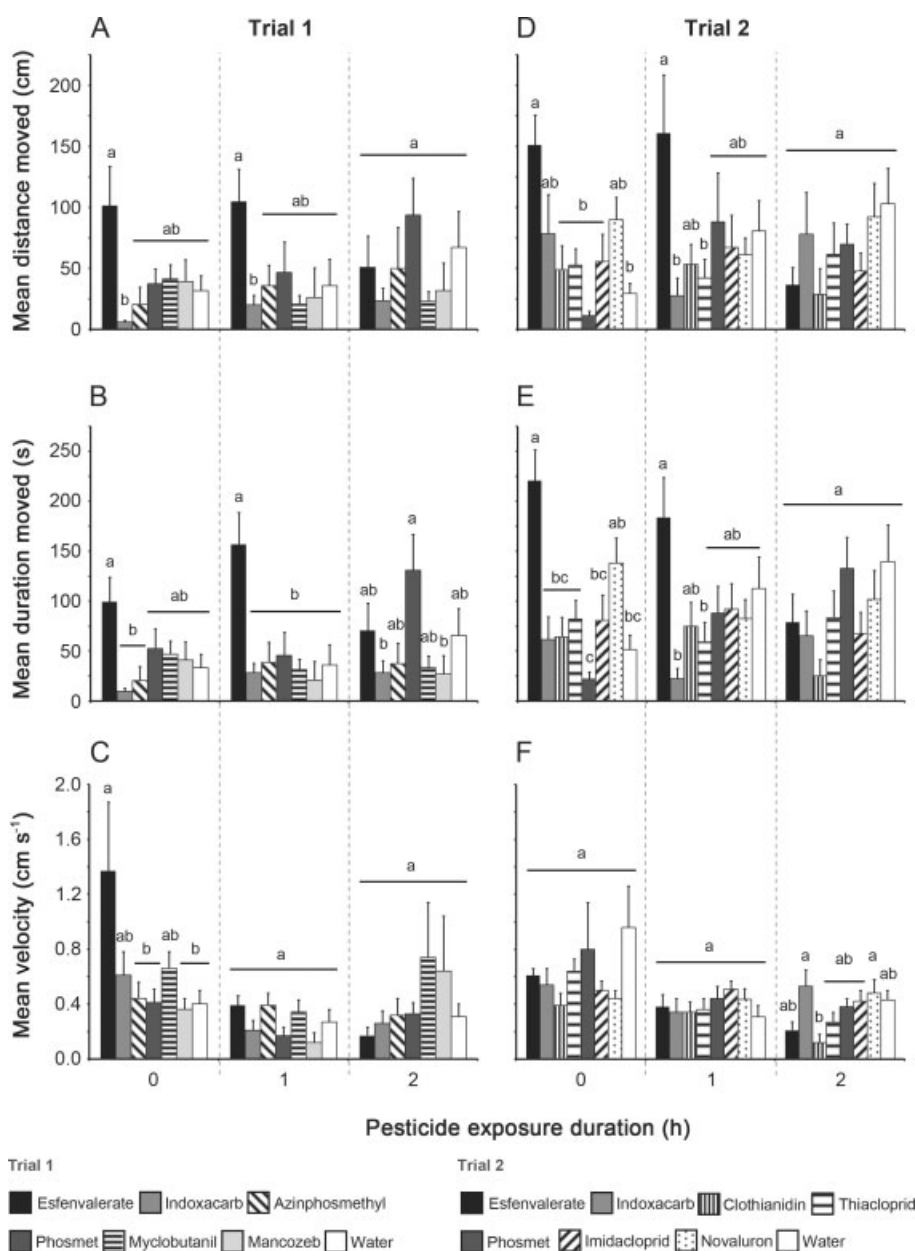 A Trial 1 D Trial 2
Mean distance moved (cm)
200
150
100
50
0
a b ab a b ab a
a ab b ab b a b ab b ab a
B E
Mean duration moved (s)
250
200
150
100
50
0
a b ab a b ab b ab a ab b ab
a bc c bc ab bc a b ab b ab a
C F
Mean velocity (cm s-1)
2.0
1.6
1.2
0.8
0.4
0.0
a ab b ab b a a
a a ab a b ab a ab
0 1 2 0 1 2
Pesticide exposure duration (h)
Trial 1
Esfenvalerate Indoxacarb Azinphosmethyl
Phosmet Myclobutanil Mancozeb Water
Trial 2
Esfenvalerate Indoxacarb Clothianidin Thiacloprid
Phosmet Imidacloprid Novaluron Water